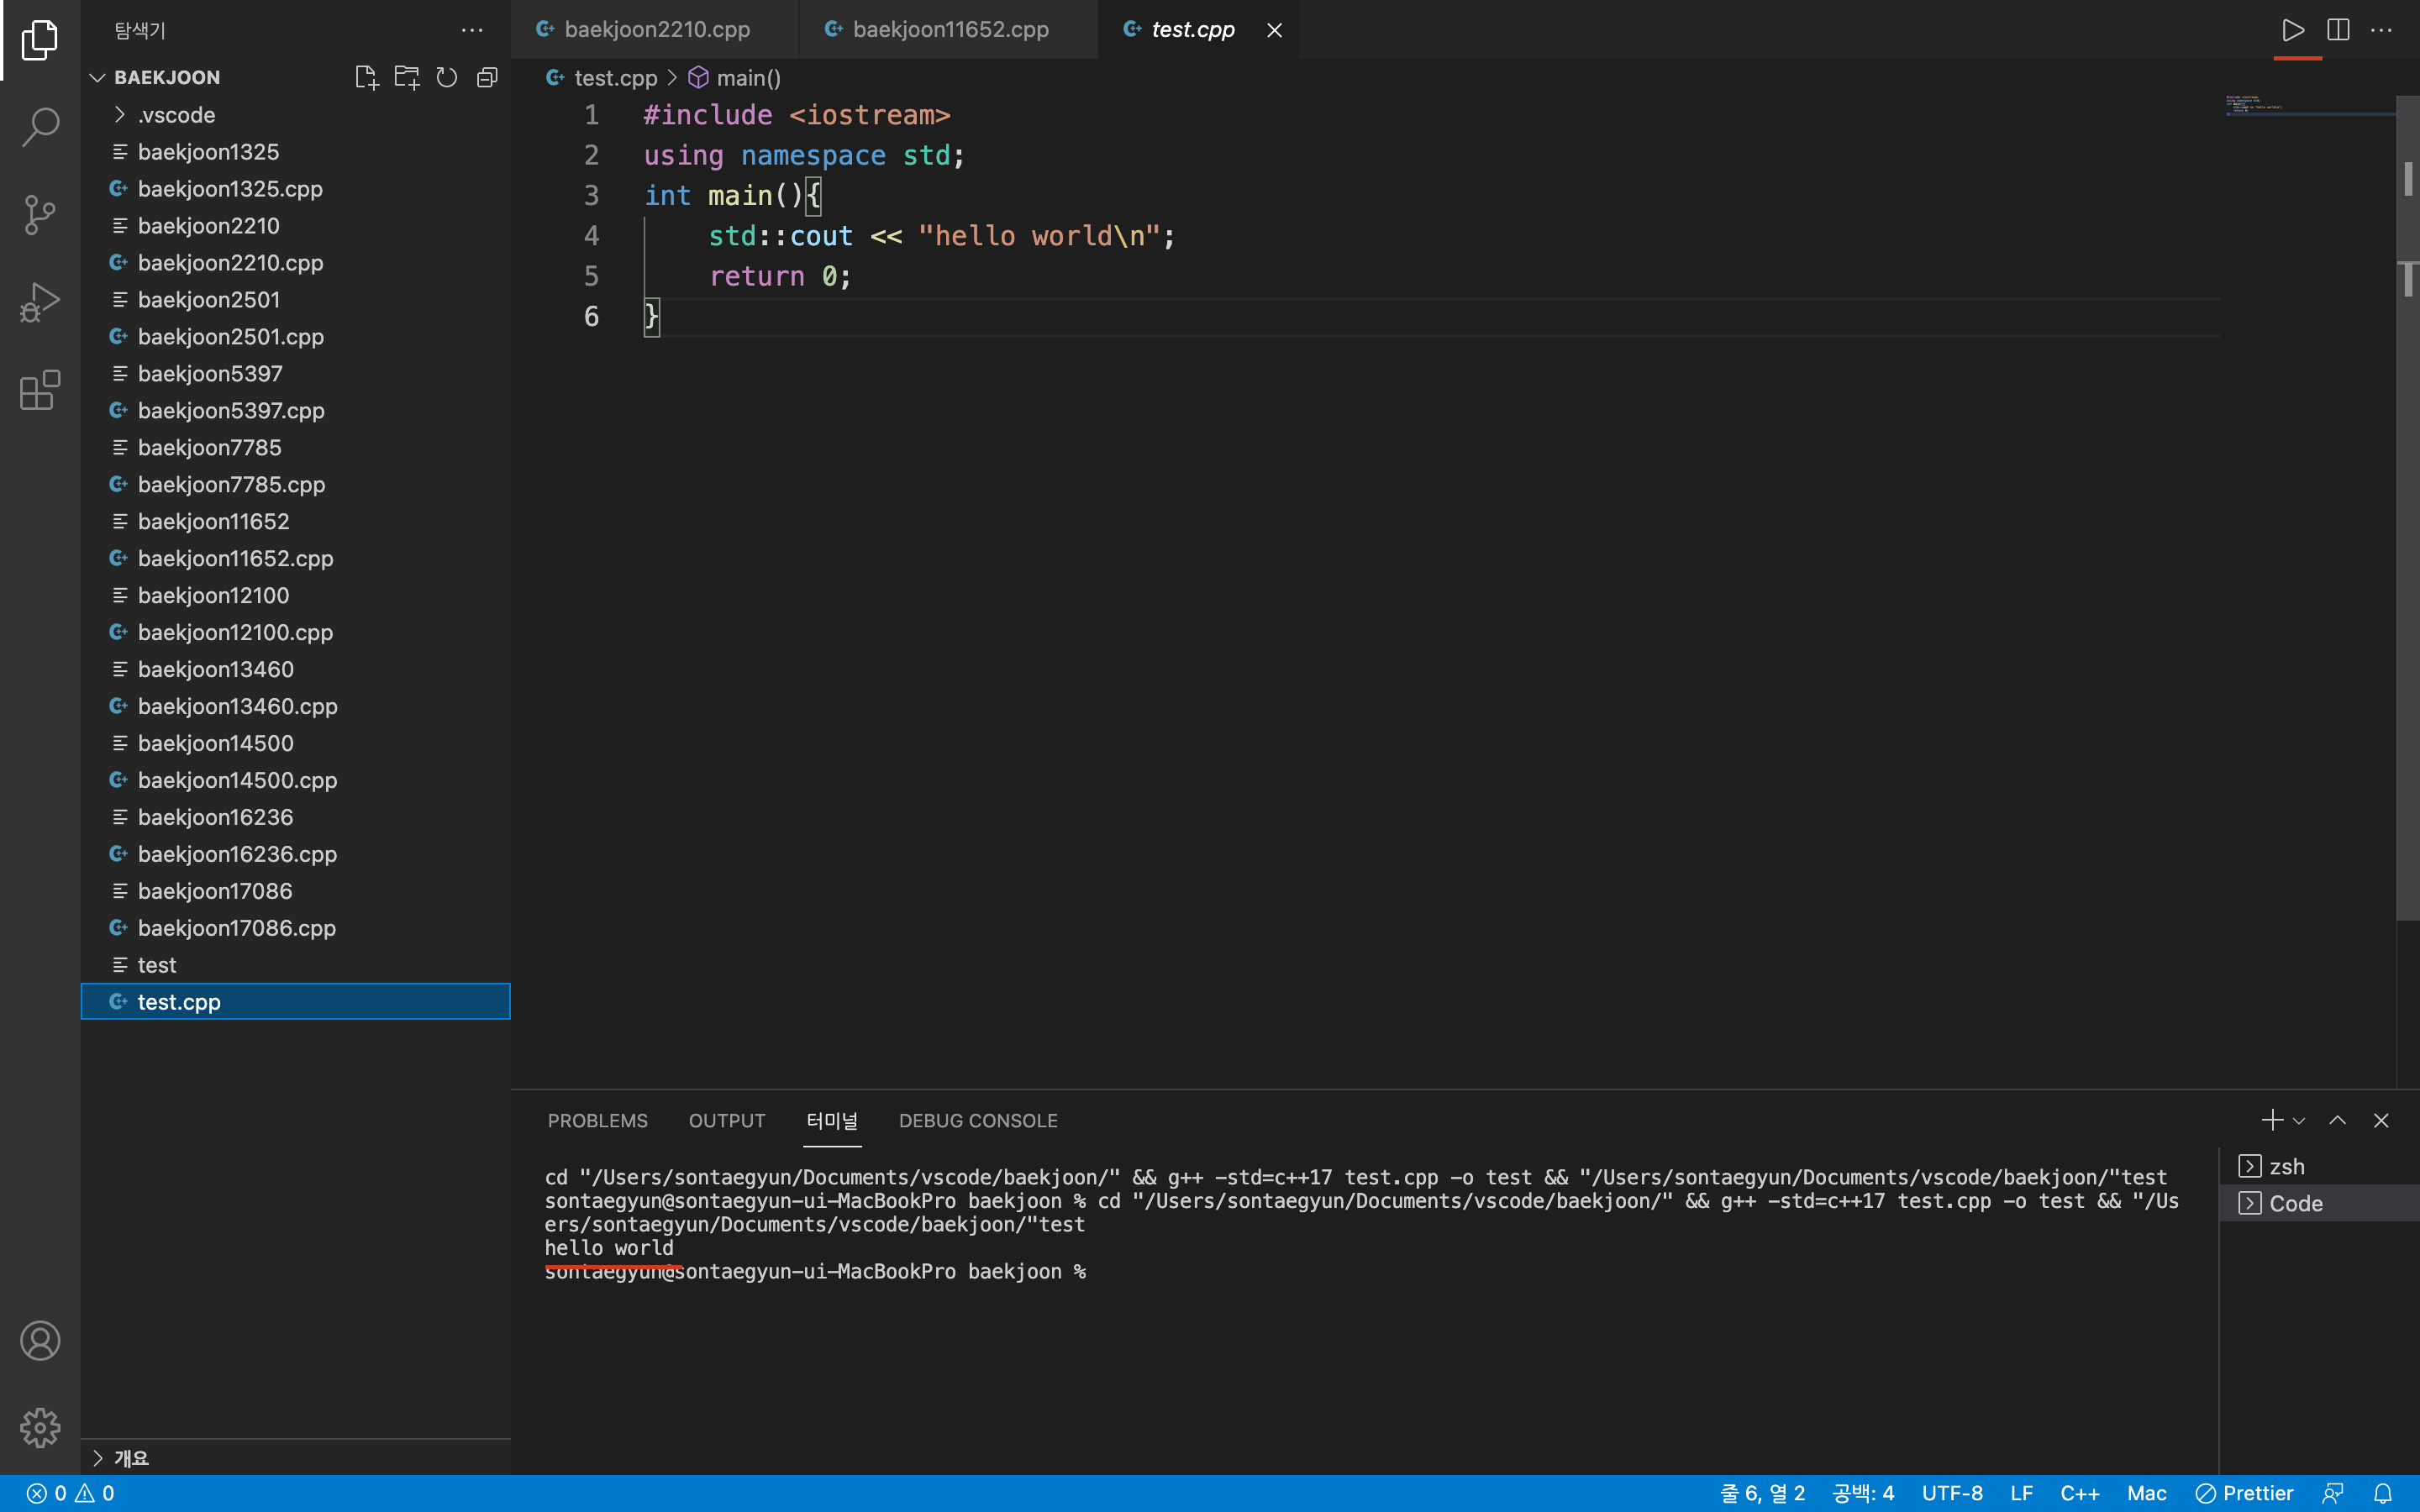 탐색기
BAEKJOON
.vscode
baekjoon1325
baekjoon1325.cpp
baekjoon2210
baekjoon2210.cpp
baekjoon2501
baekjoon2501.cpp
baekjoon5397
baekjoon5397.cpp
baekjoon7785
baekjoon7785.cpp
baekjoon11652
baekjoon11652.cpp
baekjoon12100
baekjoon12100.cpp
baekjoon13460
baekjoon13460.cpp
baekjoon14500
baekjoon14500.cpp
baekjoon16236
baekjoon16236.cpp
baekjoon17086
baekjoon17086.cpp
test
test.cpp
개요
baekjoon2210.cpp baekjoon11652.cpp test.cpp
test.cpp > main()
1 #include <iostream>
2 using namespace std;
3 int main(){
4 std::cout << "hello world\n";
5 return 0;
6 }
PROBLEMS OUTPUT 터미널 DEBUG CONSOLE
cd "/Users/sontaegyun/Documents/vscode/baekjoon/" && g++ -std=c++17 test.cpp -o test && "/Users/sontaegyun/Documents/vscode/baekjoon/"test
sontaegyun@sontaegyun-ui-MacBookPro baekjoon % cd "/Users/sontaegyun/Documents/vscode/baekjoon/" && g++ -std=c++17 test.cpp -o test && "/Us
ers/sontaegyun/Documents/vscode/baekjoon/"test
hello world
sontaegyun@sontaegyun-ui-MacBookPro baekjoon %
zsh
Code
0 0 줄 6, 열 2 공백: 4 UTF-8 LF C++ Mac Prettier